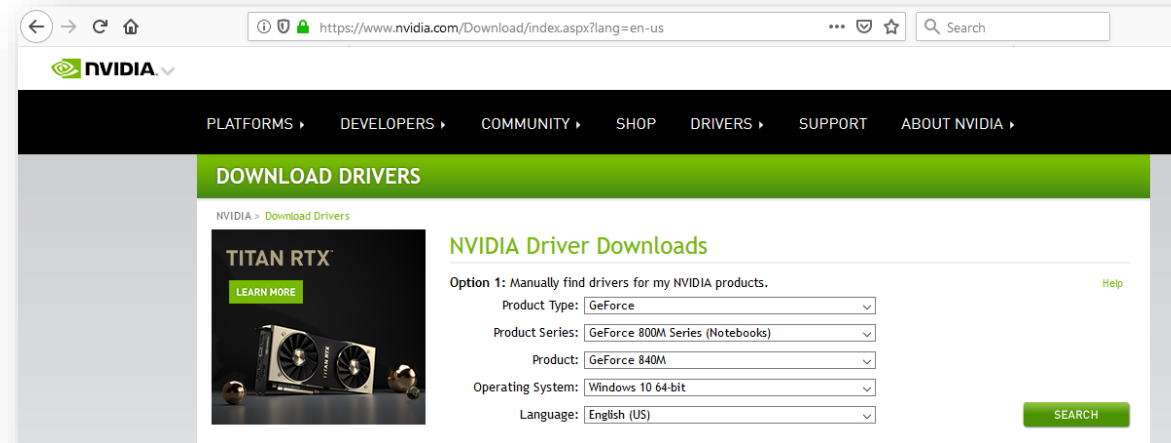 https://www.nvidia.com/Download/index.aspx?lang=en-us
Search
NVIDIA.
PLATFORMS DEVELOPERS COMMUNITY SHOP DRIVERS SUPPORT ABOUT NVIDIA
DOWNLOAD DRIVERS
NVIDIA > Download Drivers
TITAN RTX™
LEARN MORE
TITAN RTX
NVIDIA Driver Downloads
Option 1: Manually find drivers for my NVIDIA products.
Help
Product Type: GeForce
Product Series: GeForce 800M Series (Notebooks)
Product: GeForce 840M
Operating System: Windows 10 64-bit
Language: English (US)
SEARCH